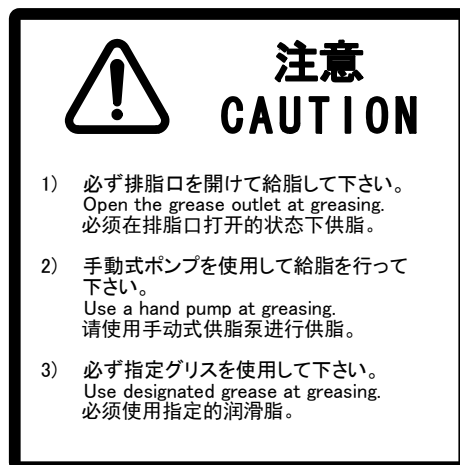 注意
CAUTION
1) 必ず排脂口を開けて給脂して下さい。
Open the grease outlet at greasing.
必须在排脂口打开的状态下供脂。
2) 手動式ポンプを使用して給脂を行って
下さい。
Use a hand pump at greasing.
请使用手动式供脂泵进行供脂。
3) 必ず指定グリスを使用して下さい。
Use designated grease at greasing.
必须使用指定的润滑脂。